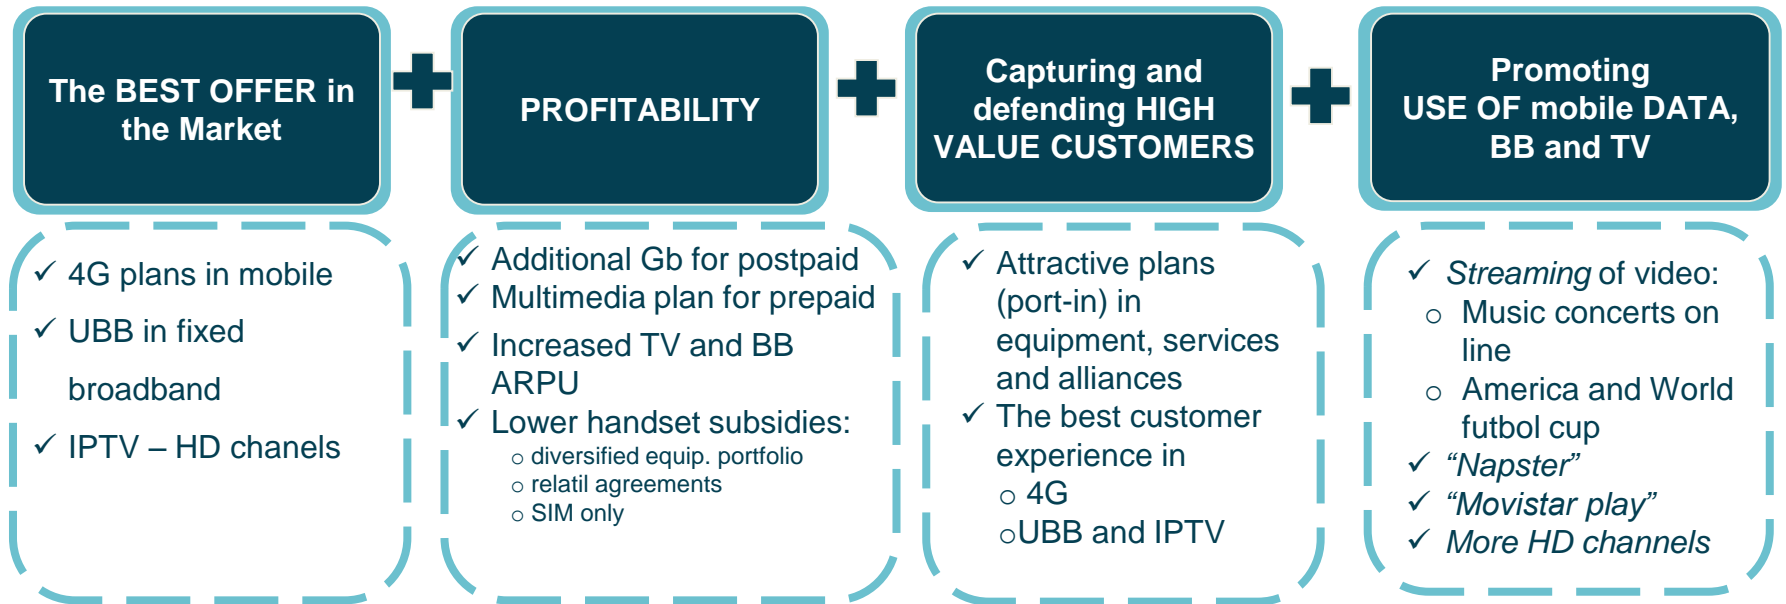 The BEST OFFER in
the Market
PROFITABILITY
Capturing and
defending HIGH
VALUE CUSTOMERS
Promoting
USE OF mobile DATA,
BB and TV
✓ 4G plans in mobile
✓ UBB in fixed
broadband
✓ IPTV – HD chanels
✓ Additional Gb for postpaid
✓ Multimedia plan for prepaid
✓ Increased TV and BB
ARPU
✓ Lower handset subsidies:
o diversified equip. portfolio
o relatil agreements
o SIM only
✓ Attractive plans
(port-in) in
equipment, services
and alliances
✓ The best customer
experience in
o 4G
oUBB and IPTV
✓ Streaming of video:
o Music concerts on
line
o America and World
futbol cup
✓ “Napster”
✓ “Movistar play”
✓ More HD channels